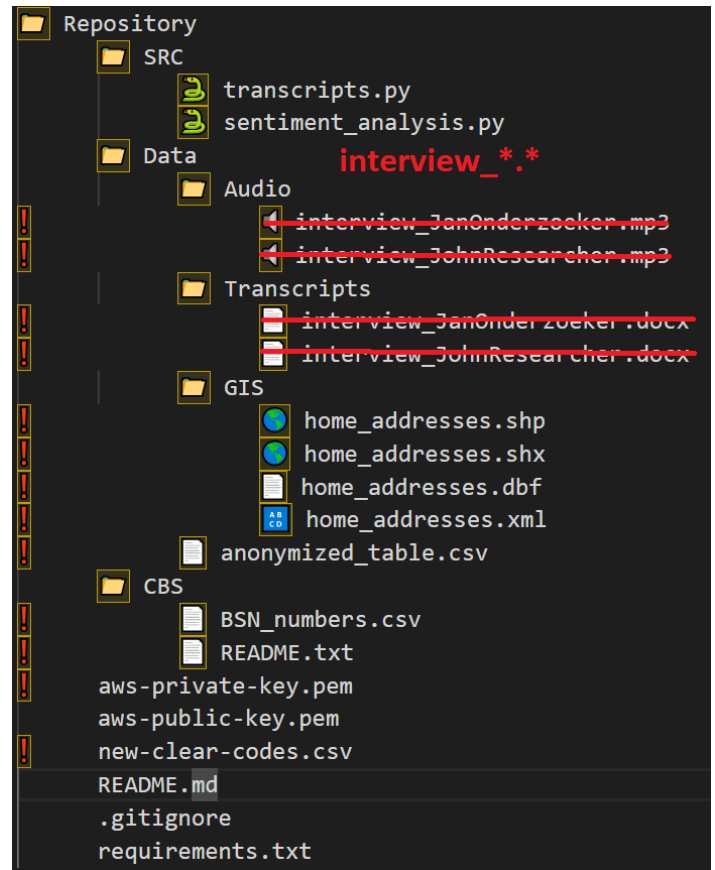 Repository
SRC
transcripts.py
sentiment_analysis.py
Data
interview_*.*
Audio
interview_JanOnderzoeker.mp3
interview_JohnResearcher.mp3
Transcripts
interview_JanOnderzoeker.docx
interview_JohnResearcher.docx
GIS
home_addresses.shp
home_addresses.shx
home_addresses.dbf
ABCD home_addresses.xml
anonymized_table.csv
CBS
BSN_numbers.csv
README.txt
aws-private-key.pem
aws-public-key.pem
new-clear-codes.csv
README.md
.gitignore
requirements.txt